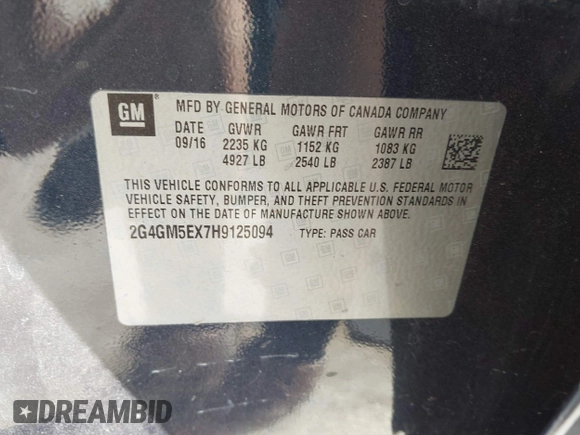 GM
MFD BY GENERAL MOTORS OF CANADA COMPANY
DATE GVWR GAWR FRT GAWR RR
09/16 2235 KG 1152 KG 1083 KG
4927 LB 2540 LB 2387 LB
THIS VEHICLE CONFORMS TO ALL APPLICABLE U.S. FEDERAL MOTOR
VEHICLE SAFETY, BUMPER, AND THEFT PREVENTION STANDARDS IN
EFFECT ON THE DATE OF MANUFACTURE SHOWN ABOVE.
2G4GM5EX7H9125094 TYPE: PASS CAR
DREAMBID